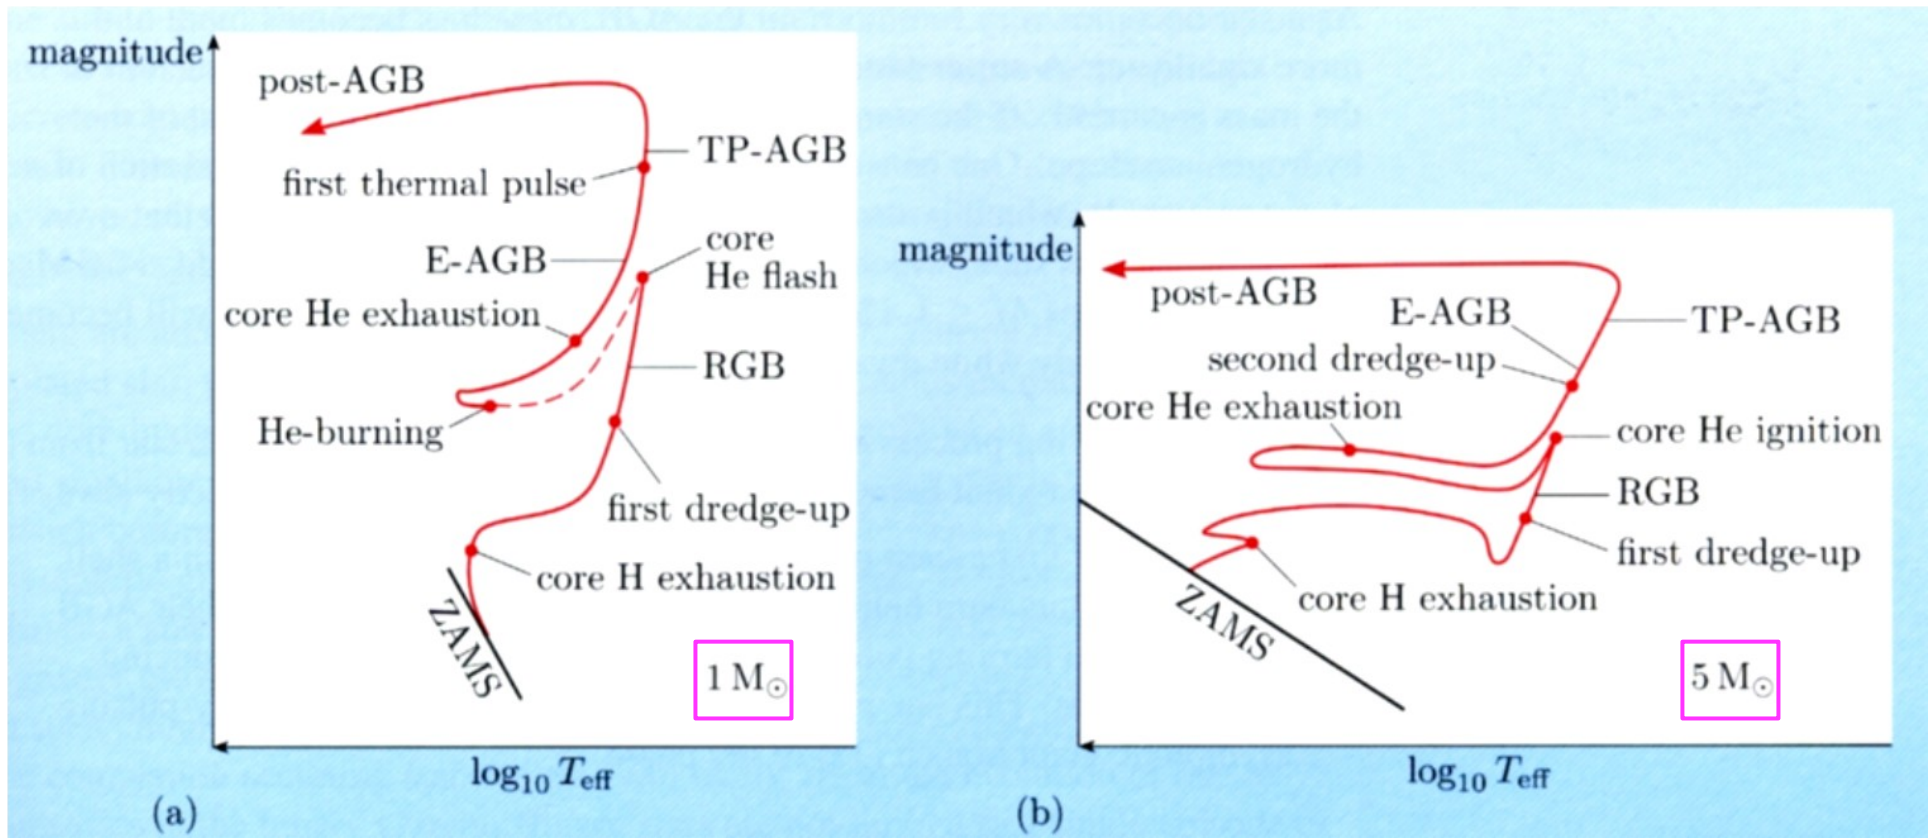 magnitude
post-AGB
TP-AGB
first thermal pulse
E-AGB
core
He flash
core He exhaustion
RGB
He-burning
first dredge-up
core H exhaustion
ZAMS
1 M☉
log₁₀ T_eff
(a)
magnitude
post-AGB
E-AGB
TP-AGB
second dredge-up
core He exhaustion
core He ignition
RGB
first dredge-up
core H exhaustion
ZAMS
5 M☉
log₁₀ T_eff
(b)